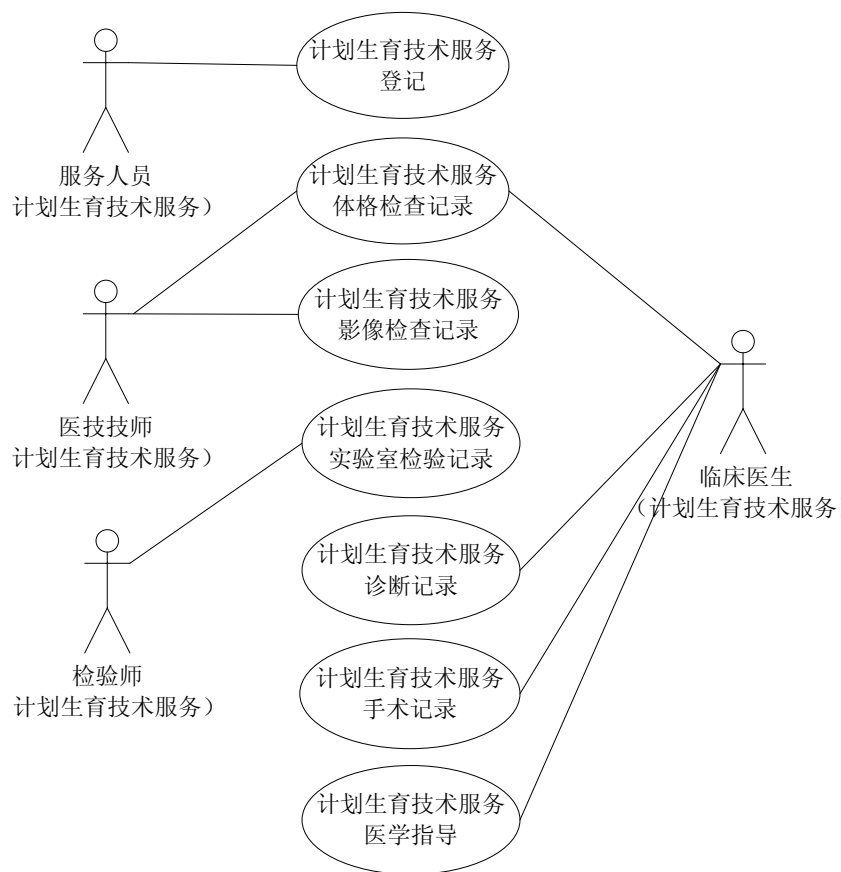 计划生育技术服务
登记
服务人员
计划生育技术服务）
计划生育技术服务
体格检查记录
计划生育技术服务
影像检查记录
医技技师
计划生育技术服务）
计划生育技术服务
实验室检验记录
临床医生
（计划生育技术服务
计划生育技术服务
诊断记录
检验师
计划生育技术服务）
计划生育技术服务
手术记录
计划生育技术服务
医学指导